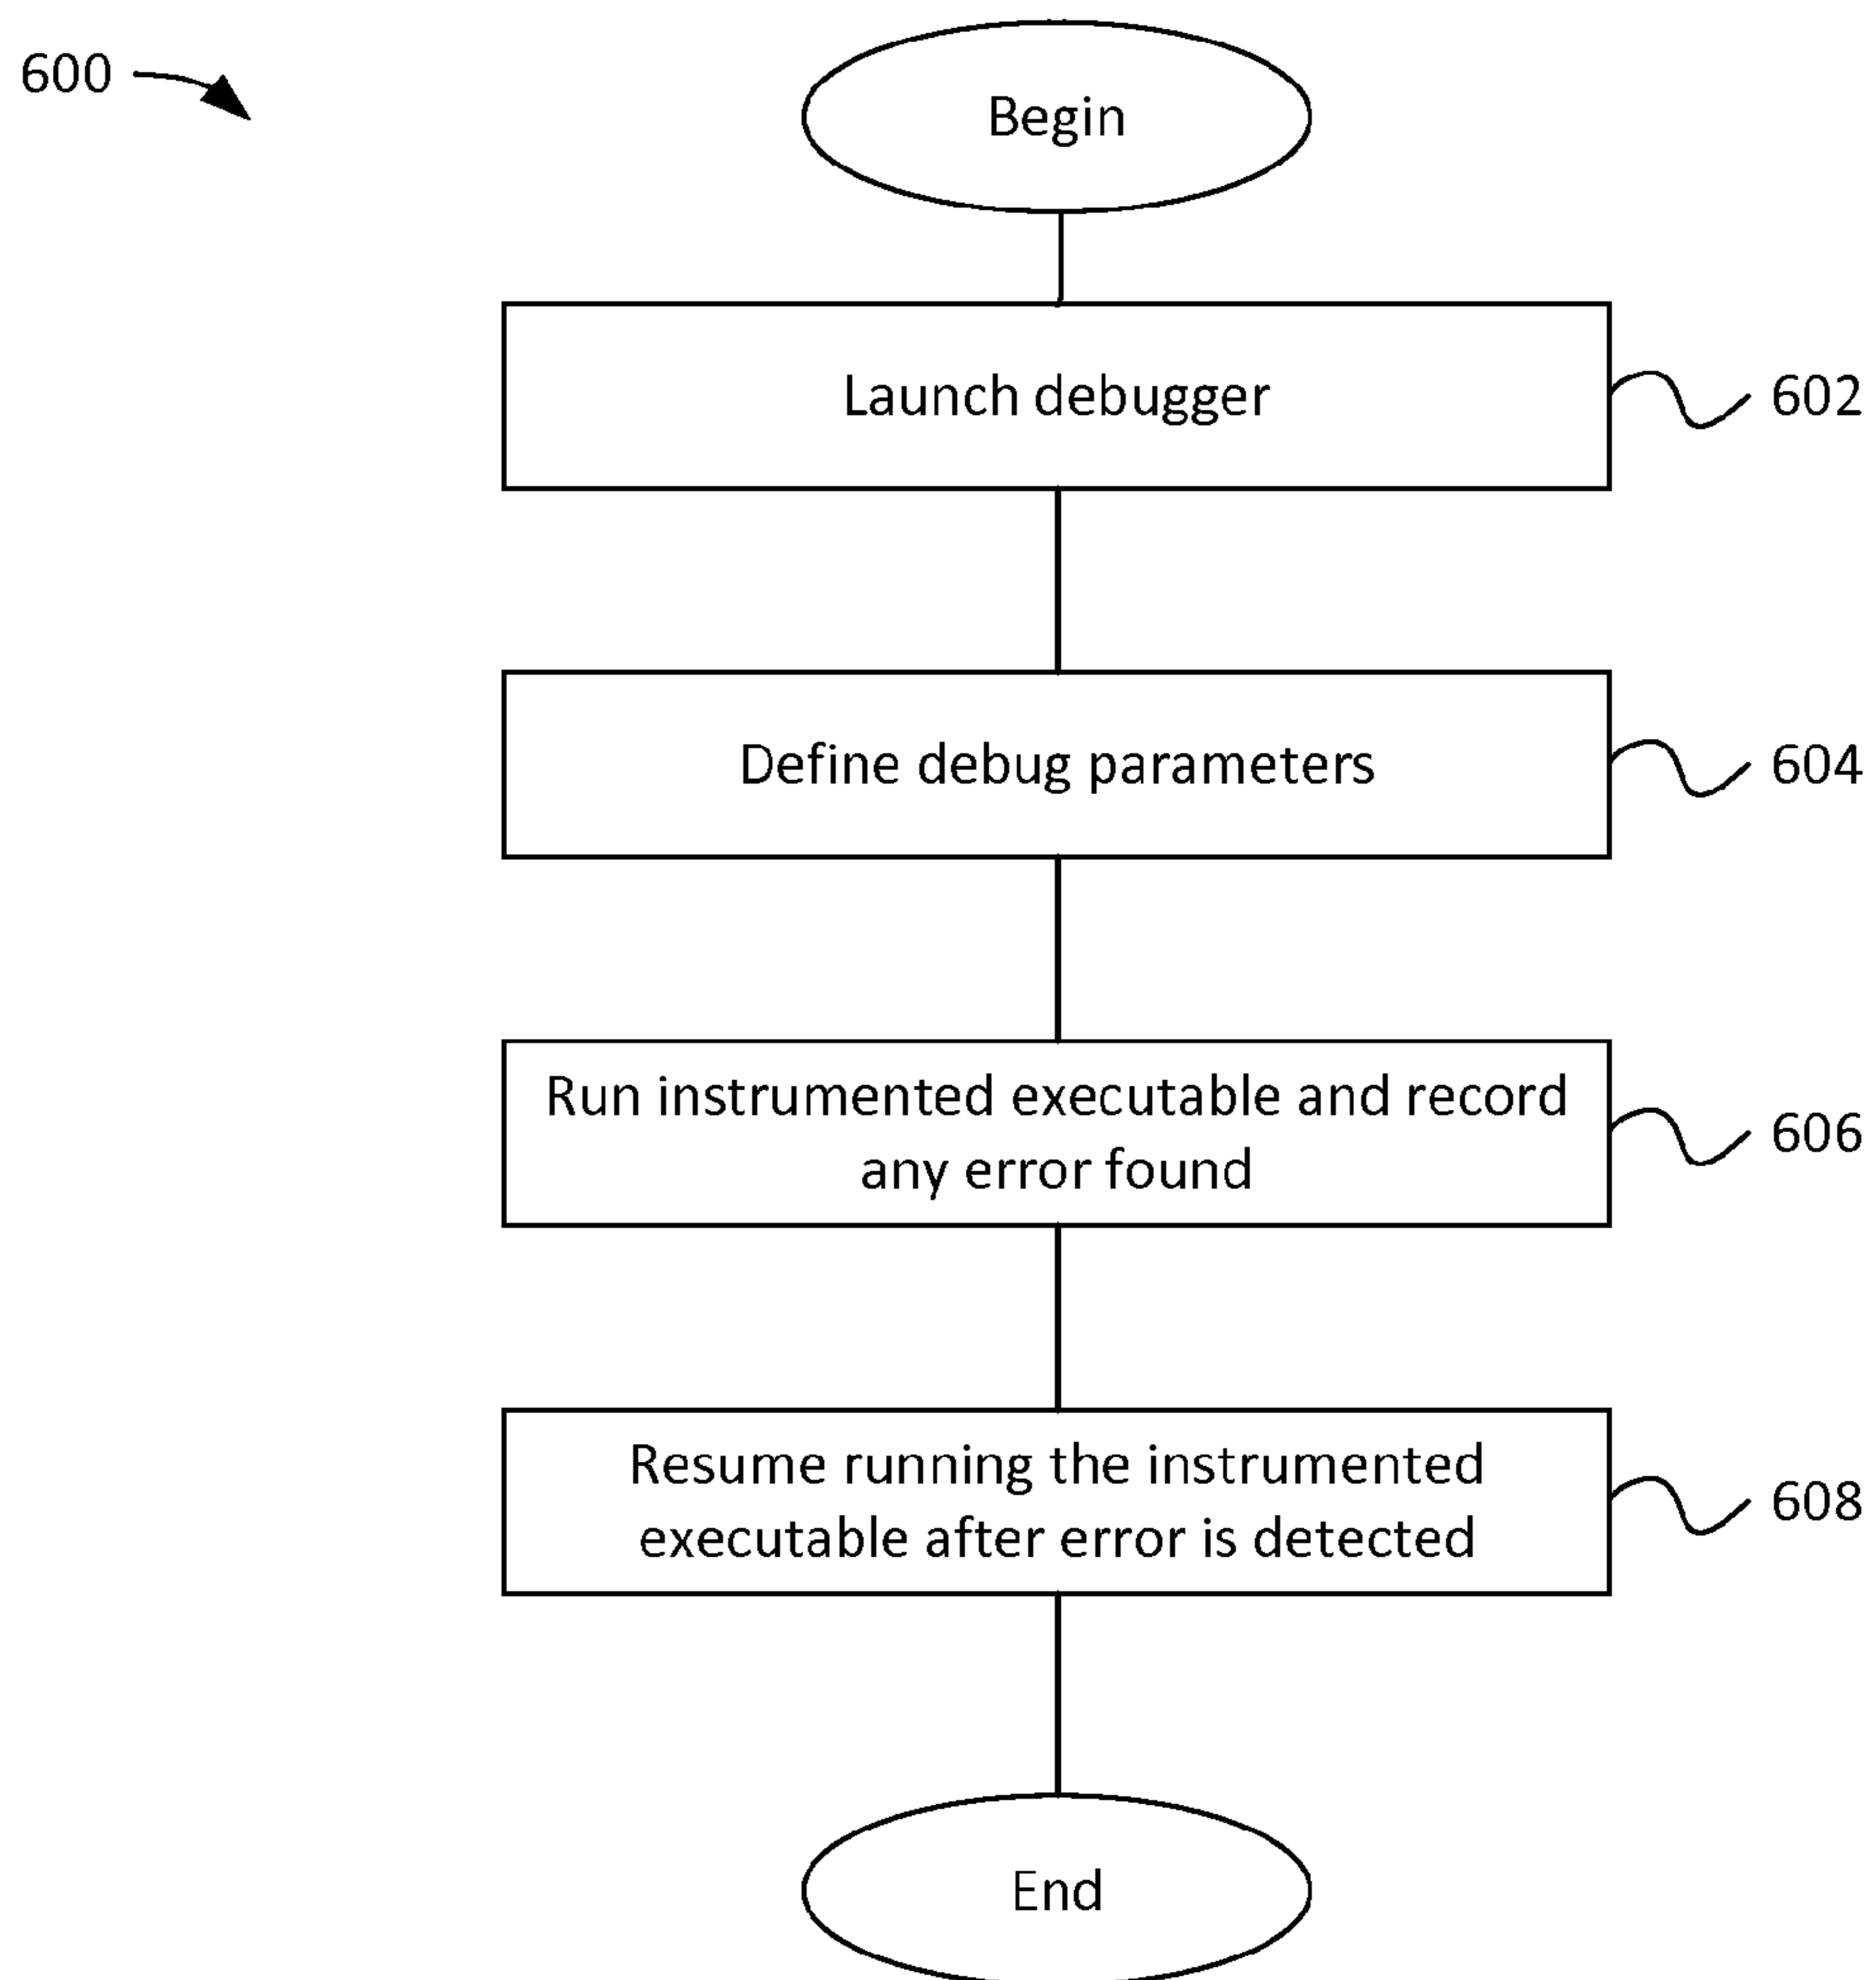 600
Begin
Launch debugger
602
Define debug parameters
604
Run instrumented executable and record
any error found
606
Resume running the instrumented
executable after error is detected
608
End